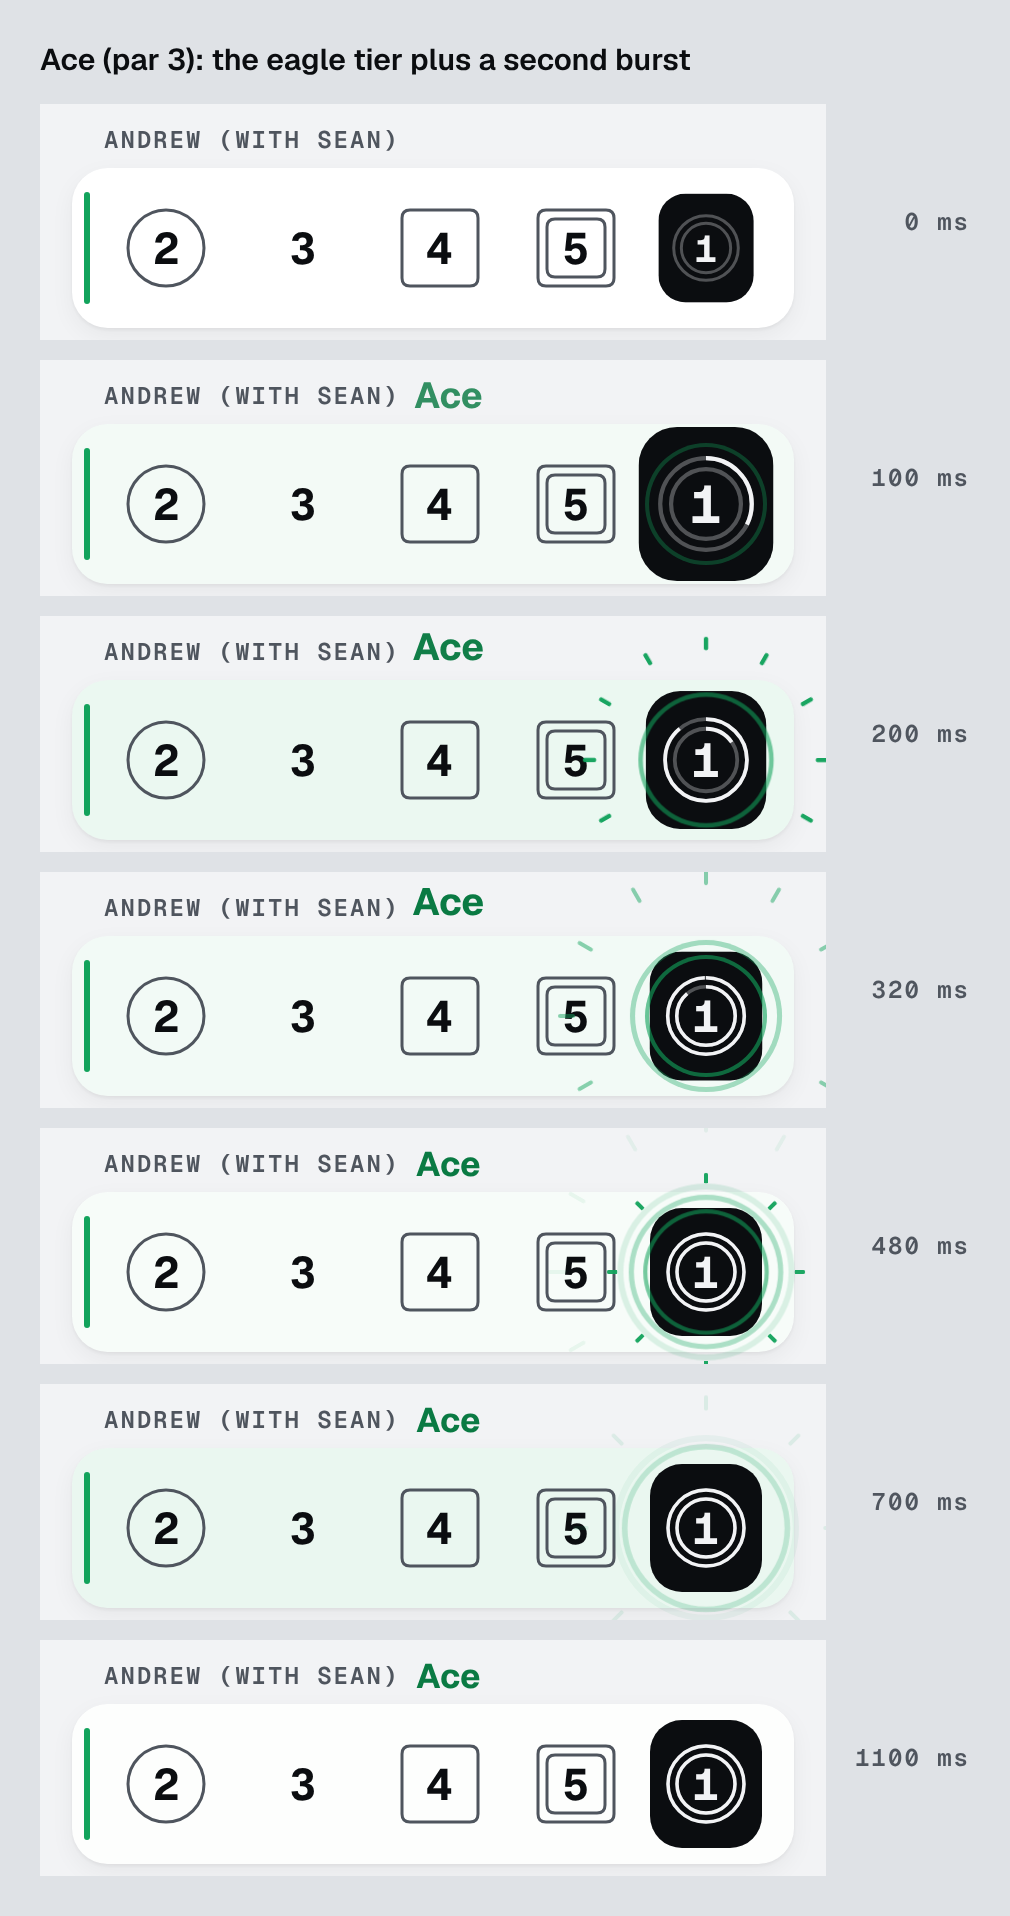 Ace (par 3): the eagle tier plus a second burst
ANDREW (WITH SEAN)
2 3 4 5 1
0 ms
ANDREW (WITH SEAN) Ace
2 3 4 5 1
100 ms
ANDREW (WITH SEAN) Ace
2 3 4 5 1
200 ms
ANDREW (WITH SEAN) Ace
2 3 4 5 1
320 ms
ANDREW (WITH SEAN) Ace
2 3 4 5 1
480 ms
ANDREW (WITH SEAN) Ace
2 3 4 5 1
700 ms
ANDREW (WITH SEAN) Ace
2 3 4 5 1
1100 ms